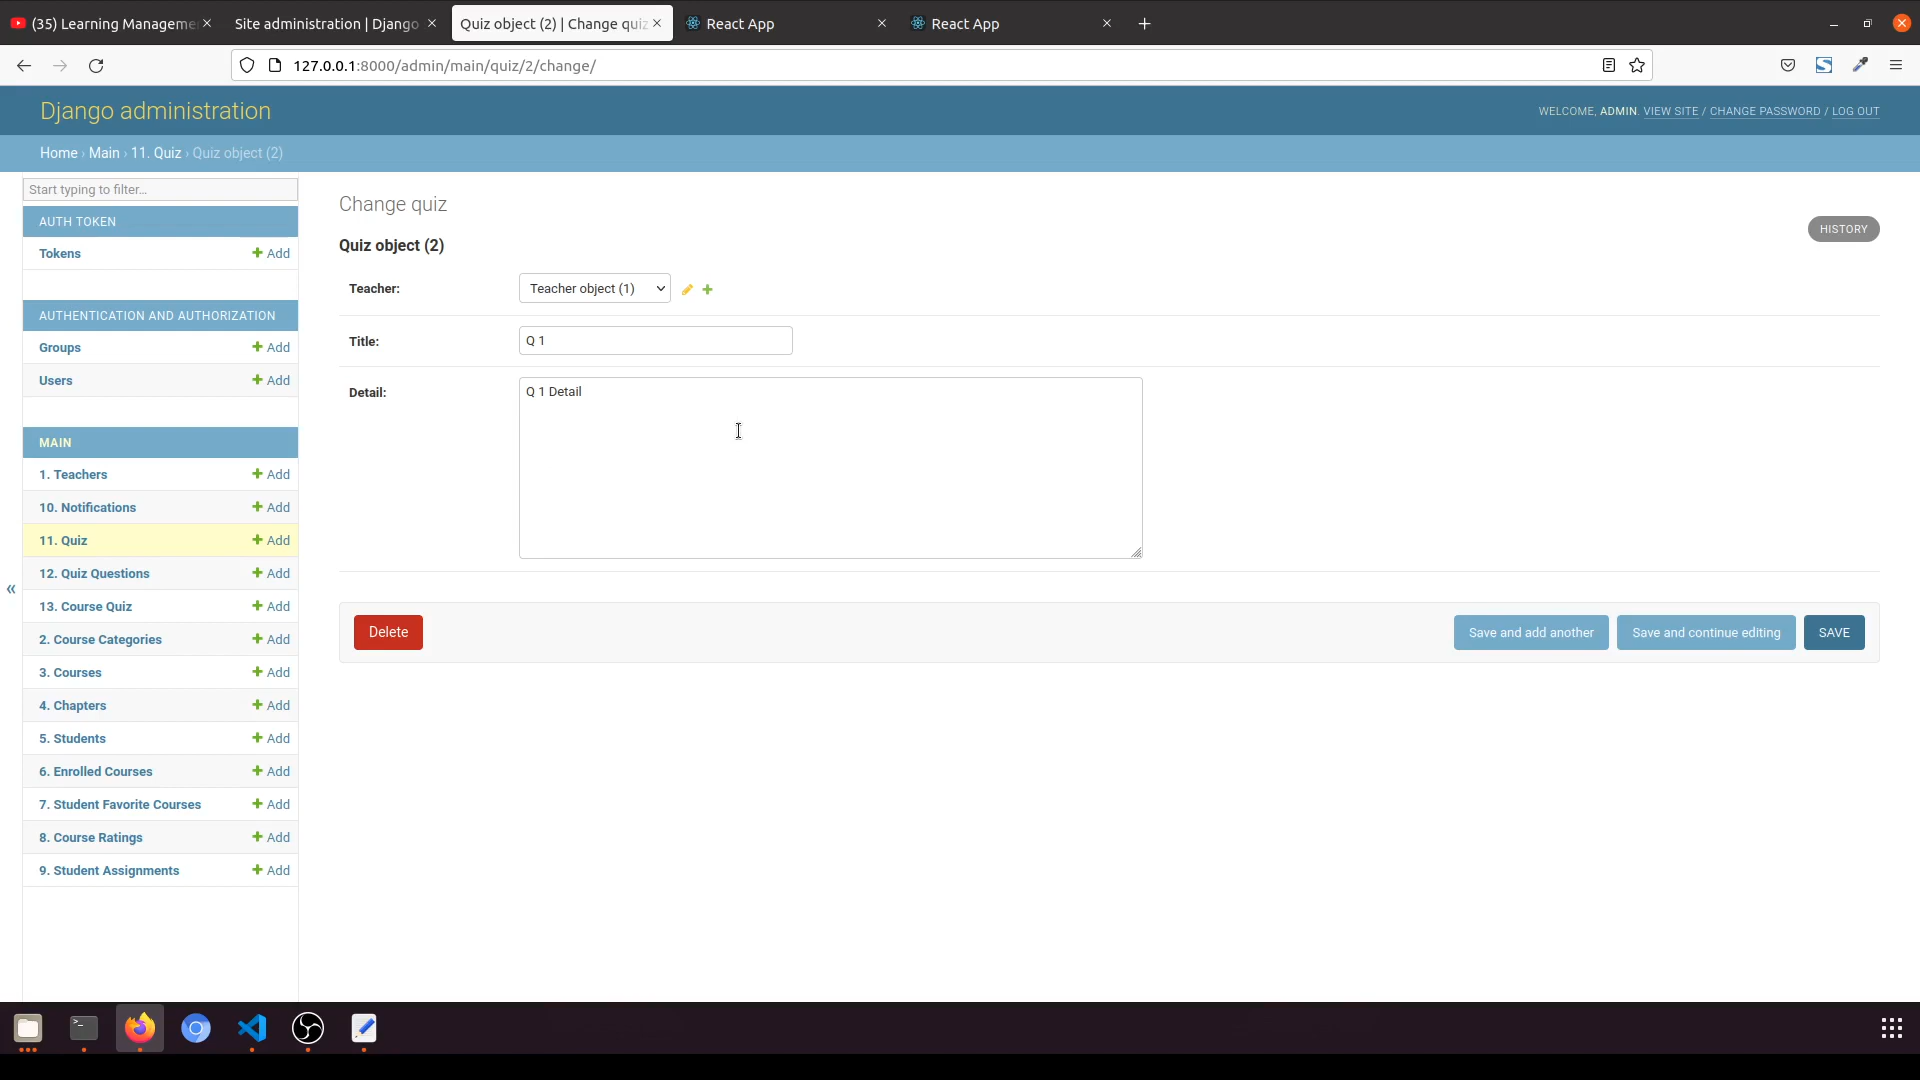 (35) Learning Manageme
Site administration | Django
Quiz object (2) | Change quiz
React App
React App
127.0.0.1:8000/admin/main/quiz/2/change/
Django administration
WELCOME, ADMIN. VIEW SITE / CHANGE PASSWORD / LOG OUT
Home › Main › 11. Quiz › Quiz object (2)
Start typing to filter...
AUTH TOKEN
Tokens + Add
AUTHENTICATION AND AUTHORIZATION
Groups + Add
Users + Add
MAIN
1. Teachers + Add
10. Notifications + Add
11. Quiz + Add
12. Quiz Questions + Add
13. Course Quiz + Add
2. Course Categories + Add
3. Courses + Add
4. Chapters + Add
5. Students + Add
6. Enrolled Courses + Add
7. Student Favorite Courses + Add
8. Course Ratings + Add
9. Student Assignments + Add
«
Change quiz
HISTORY
Quiz object (2)
Teacher: Teacher object (1)
Title: Q 1
Detail: Q 1 Detail
Delete
Save and add another
Save and continue editing
SAVE